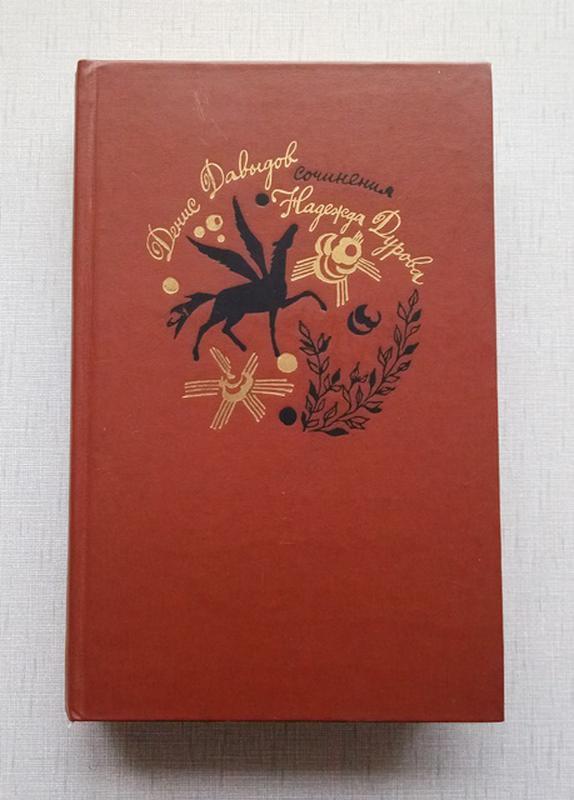 Денис Давыдов
сочинения
Надежда Дурова